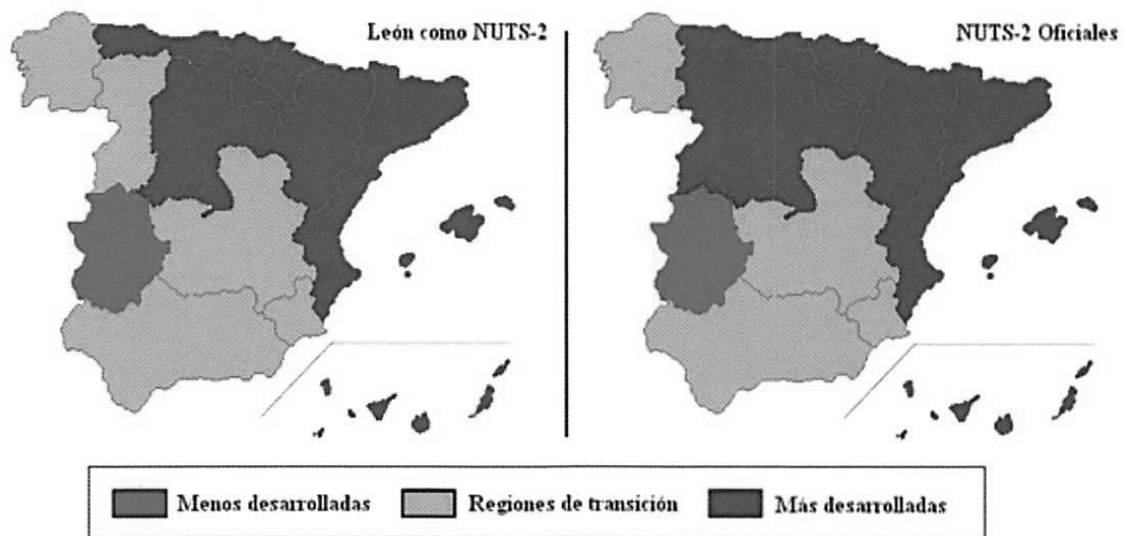 León como NUTS-2
NUTS-2 Oficiales
Menos desarrolladas
Regiones de transición
Más desarrolladas